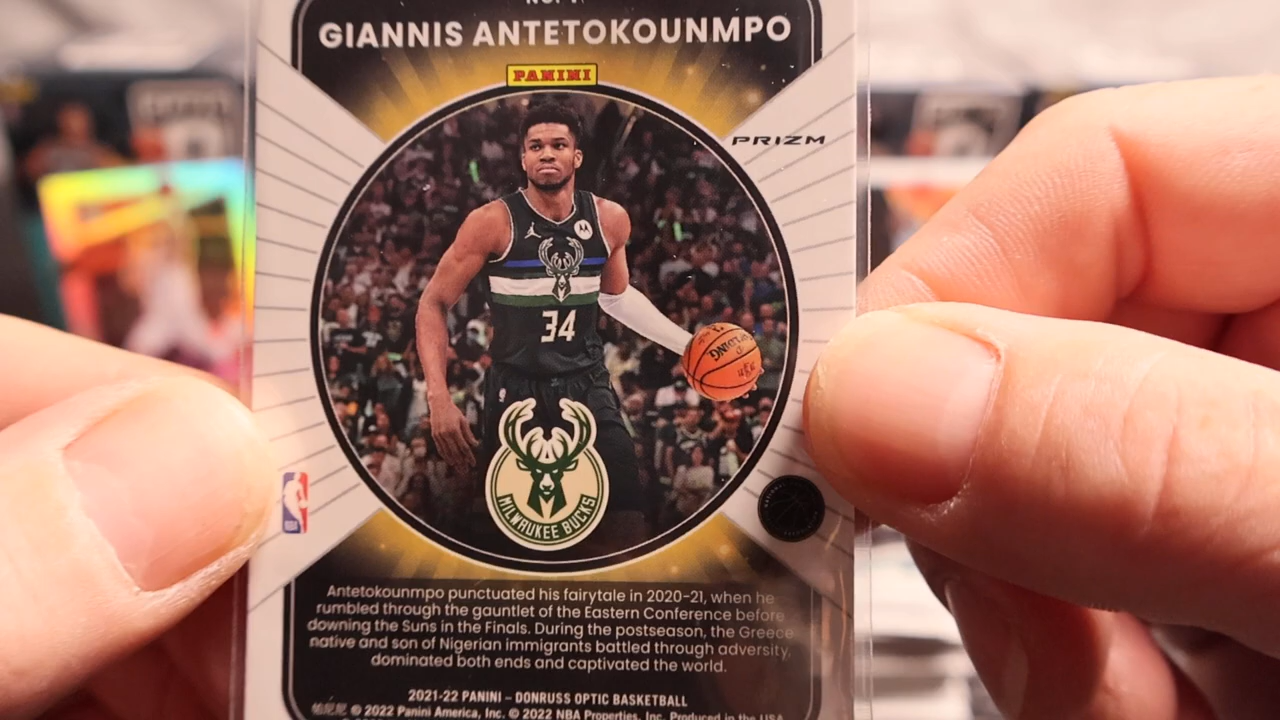 GIANNIS ANTETOKOUNMPO
PANINI
PRIZM
34
SPALDING
MILWAUKEE BUCKS
NBA
Antetokounmpo punctuated his fairytale in 2020-21, when he
rumbled through the gauntlet of the Eastern Conference before
downing the Suns in the Finals. During the postseason, the Greece
native and son of Nigerian immigrants battled through adversity,
dominated both ends and captivated the world.
2021-22 PANINI – DONRUSS OPTIC BASKETBALL
© 2022 Panini America, Inc. © 2022 NBA Properties, Inc. Produced in the USA